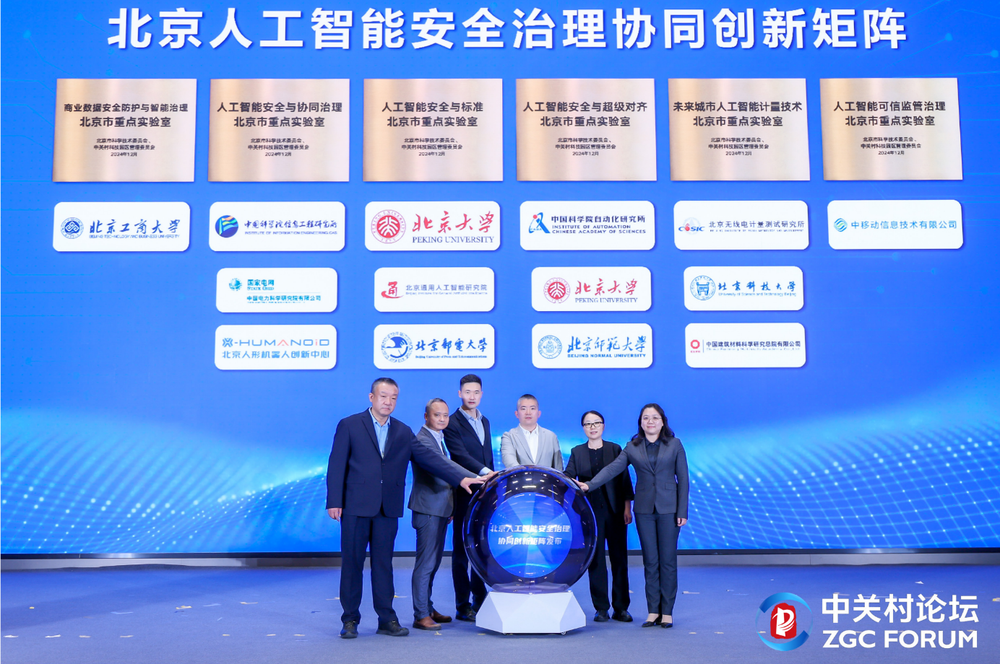 北京人工智能安全治理协同创新矩阵
商业数据安全防护与智能治理
北京市重点实验室
北京市科学技术委员会、
中关村科技园区管理委员会
2024年12月
人工智能安全与协同治理
北京市重点实验室
北京市科学技术委员会、
中关村科技园区管理委员会
2024年12月
人工智能安全与标准
北京市重点实验室
北京市科学技术委员会、
中关村科技园区管理委员会
2024年12月
人工智能安全与超级对齐
北京市重点实验室
北京市科学技术委员会、
中关村科技园区管理委员会
2024年12月
未来城市人工智能计量技术
北京市重点实验室
北京市科学技术委员会、
中关村科技园区管理委员会
2024年12月
人工智能可信监管治理
北京市重点实验室
北京市科学技术委员会、
中关村科技园区管理委员会
2024年12月
北京工商大学
BEIJING TECHNOLOGY AND BUSINESS UNIVERSITY
中国科学院信息工程研究所
INSTITUTE OF INFORMATION ENGINEERING,CAS
北京大学
PEKING UNIVERSITY
中国科学院自动化研究所
INSTITUTE OF AUTOMATION
CHINESE ACADEMY OF SCIENCES
COSIC
北京无线电计量测试研究所
中移动信息技术有限公司
国家电网
STATE GRID
中国电力科学研究院有限公司
北京通用人工智能研究院
北京大学
PEKING UNIVERSITY
北京科技大学
University of Science and Technology Beijing
X-HUMANOID
北京人形机器人创新中心
北京邮电大学
Beijing University of Posts and Telecommunications
北京师范大学
BEIJING NORMAL UNIVERSITY
中国建筑材料科学研究总院有限公司
北京人工智能安全治理
协同创新矩阵发布
中关村论坛
ZGC FORUM